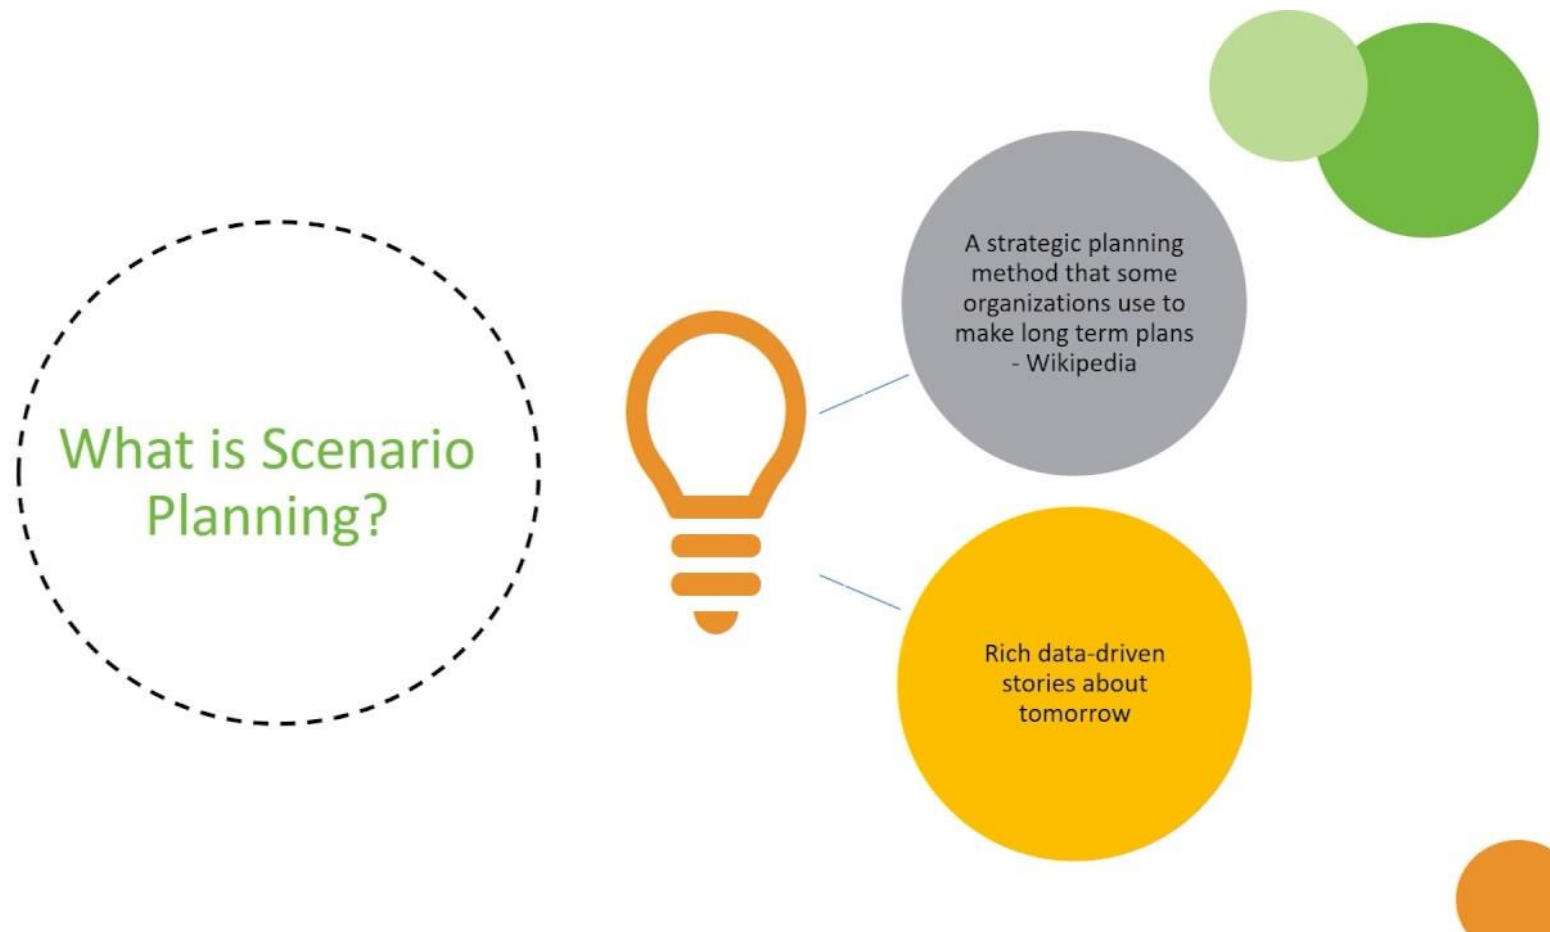 What is Scenario
Planning?
A strategic planning
method that some
organizations use to
make long term plans
- Wikipedia
Rich data-driven
stories about
tomorrow